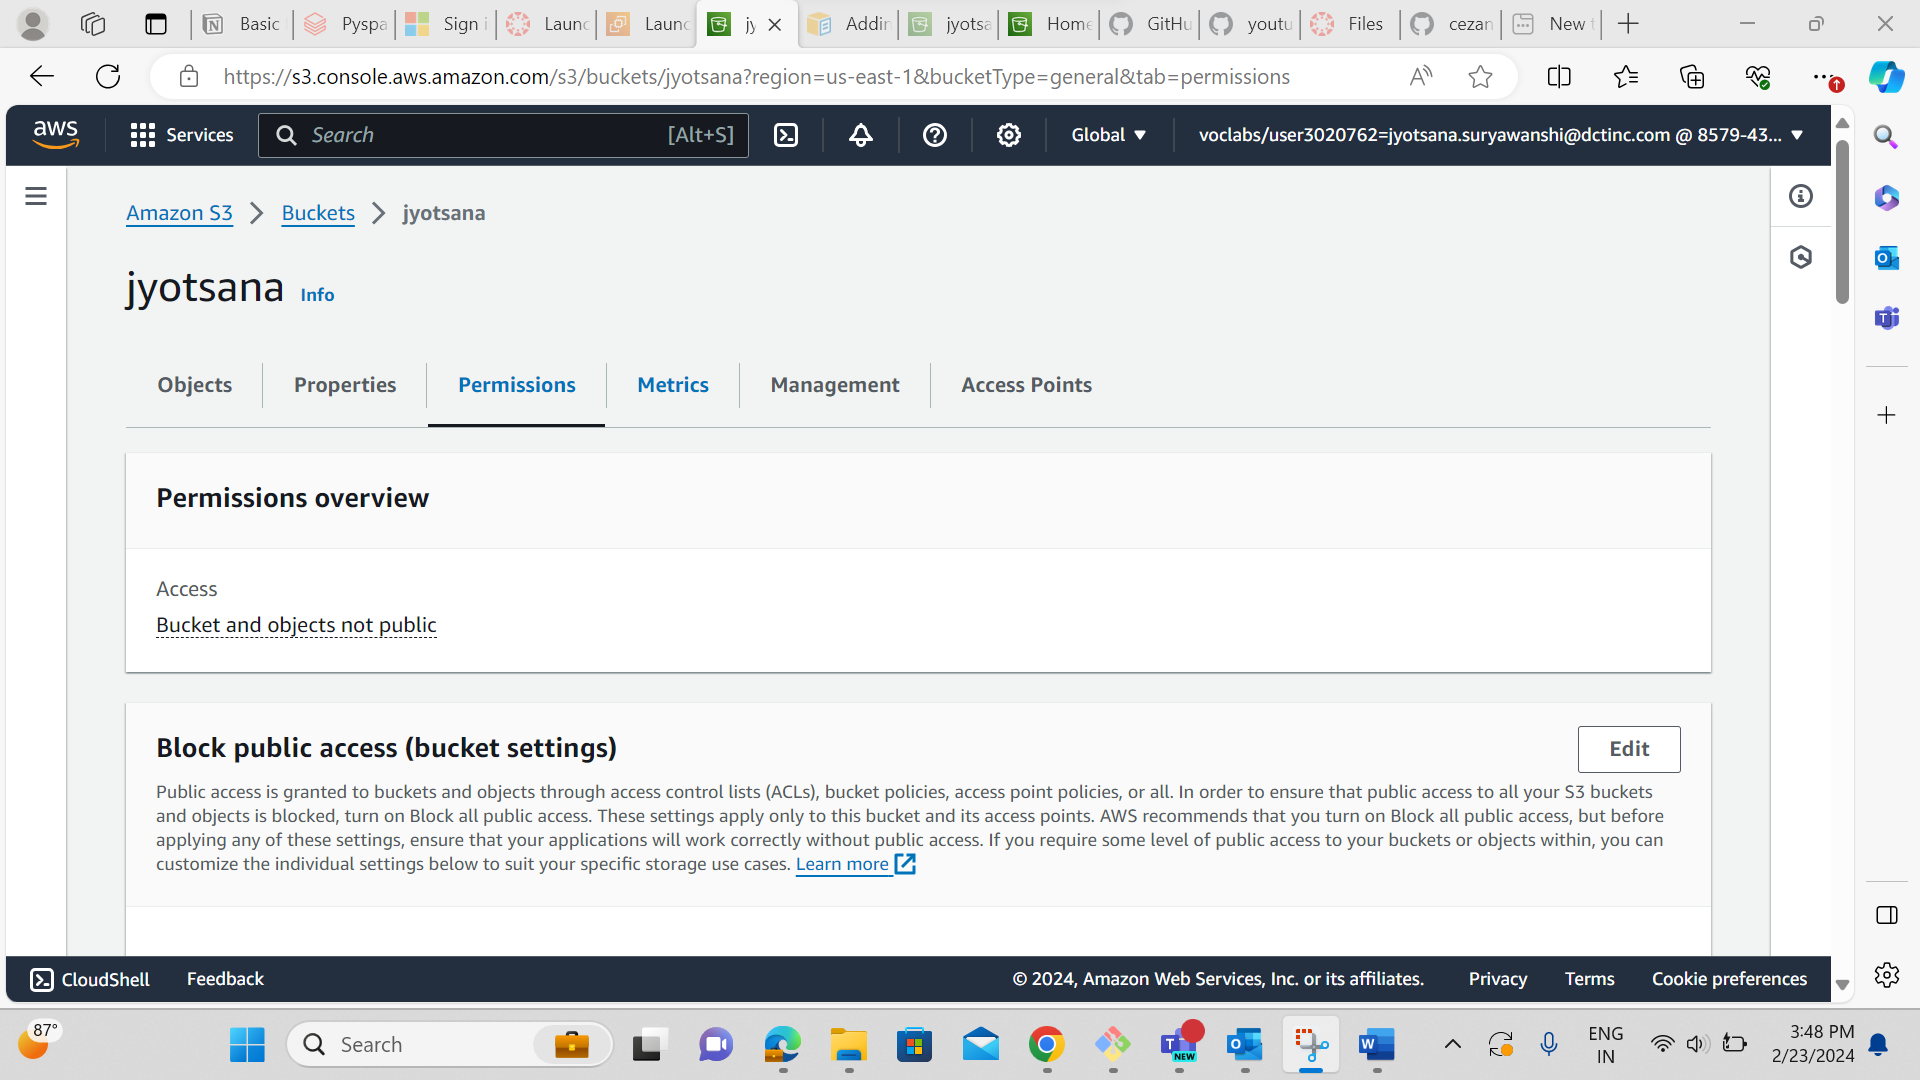 Basic
Pyspa
Sign i
Launc
Launc
jy
Addin
jyotsa
Home
GitHu
youtu
Files
cezan
New t
https://s3.console.aws.amazon.com/s3/buckets/jyotsana?region=us-east-1&bucketType=general&tab=permissions
aws
Services
Search
[Alt+S]
Global
voclabs/user3020762=jyotsana.suryawanshi@dctinc.com @ 8579-43...
Amazon S3
Buckets
jyotsana
jyotsana Info
Objects
Properties
Permissions
Metrics
Management
Access Points
Permissions overview
Access
Bucket and objects not public
Block public access (bucket settings)
Edit
Public access is granted to buckets and objects through access control lists (ACLs), bucket policies, access point policies, or all. In order to ensure that public access to all your S3 buckets
and objects is blocked, turn on Block all public access. These settings apply only to this bucket and its access points. AWS recommends that you turn on Block all public access, but before
applying any of these settings, ensure that your applications will work correctly without public access. If you require some level of public access to your buckets or objects within, you can
customize the individual settings below to suit your specific storage use cases. Learn more
CloudShell
Feedback
© 2024, Amazon Web Services, Inc. or its affiliates.
Privacy
Terms
Cookie preferences
87°
Search
NEW
ENG
IN
3:48 PM
2/23/2024